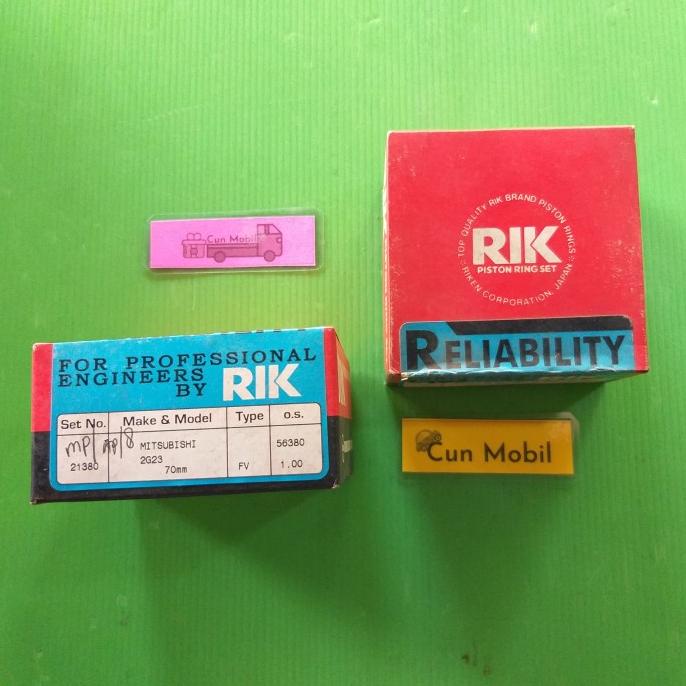 Cun Mobil
TOP QUALITY RIK BRAND PISTON RINGS
RIK
PISTON RING SET
RIKEN CORPORATION, JAPAN
RELIABILITY
FOR PROFESSIONAL
ENGINEERS
BY RIK
Set No. Make & Model Type o.s.
MITSUBISHI 56380
2G23
21380 70mm FV 1.00
Cun Mobil